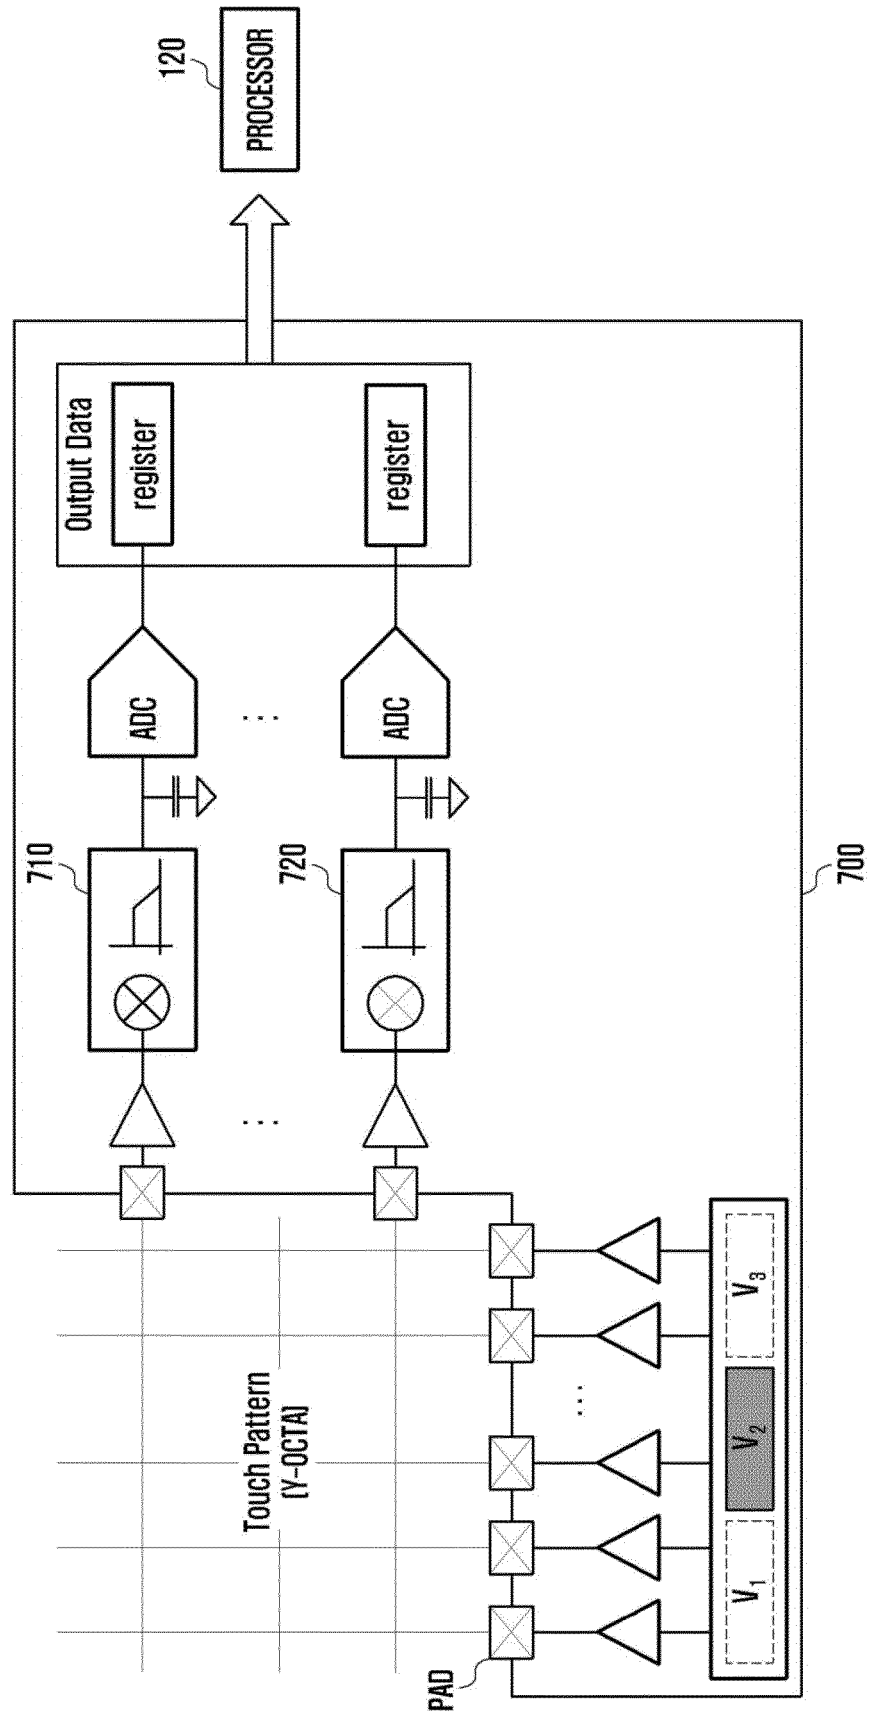 120
PROCESSOR
Output Data
register
register
ADC
...
ADC
710
720
700
...
Touch Pattern
(Y-OCTA)
...
PAD
V1
V2
V3